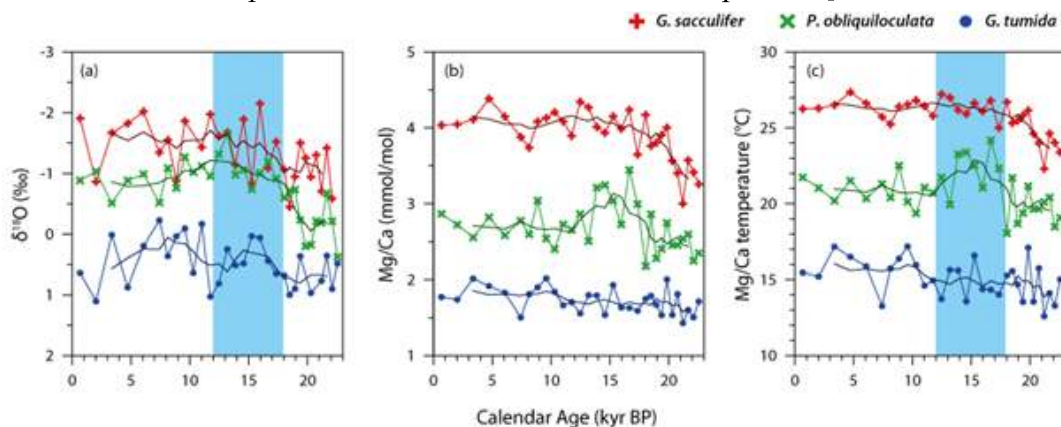 G. sacculifer P. obliquiloculata G. tumida
(a) (b) (c)
δ¹⁸O (‰)
-3
-2
-1
0
1
2
0 5 10 15 20
Mg/Ca (mmol/mol)
5
4
3
2
1
0 5 10 15 20
Mg/Ca temperature (°C)
30
25
20
15
10
0 5 10 15 20
Calendar Age (kyr BP)